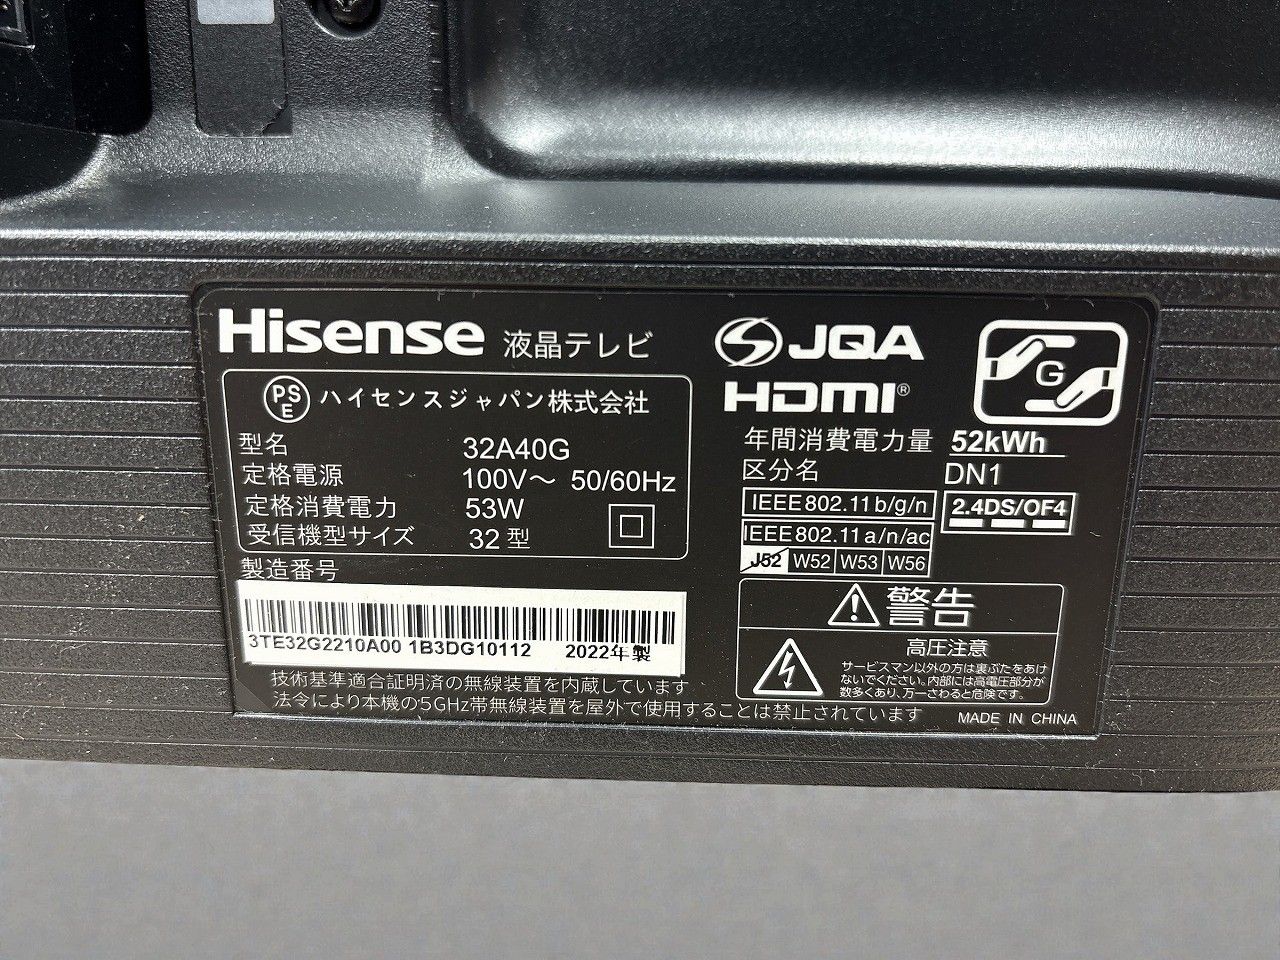 Hisense 液晶テレビ
PS
E
ハイセンスジャパン株式会社
型名 32A40G
定格電源 100V～ 50/60Hz
定格消費電力 53W
受信機型サイズ 32型
製造番号
3TE32G2210A00 1B3DG10112 2022年製
技術基準適合証明済の無線装置を内蔵しています
法令により本機の5GHz帯無線装置を屋外で使用することは禁止されています
JQA
HDMI®
G
年間消費電力量 52kWh
区分名 DN1
IEEE802.11b/g/n
2.4DS/OF4
IEEE802.11a/n/ac
J52 W52 W53 W56
警告
高圧注意
サービスマン以外の方は裏ぶたをあけ
ないでください。内部には高電圧部分が
数多くあり、万一さわると危険です。
MADE IN CHINA